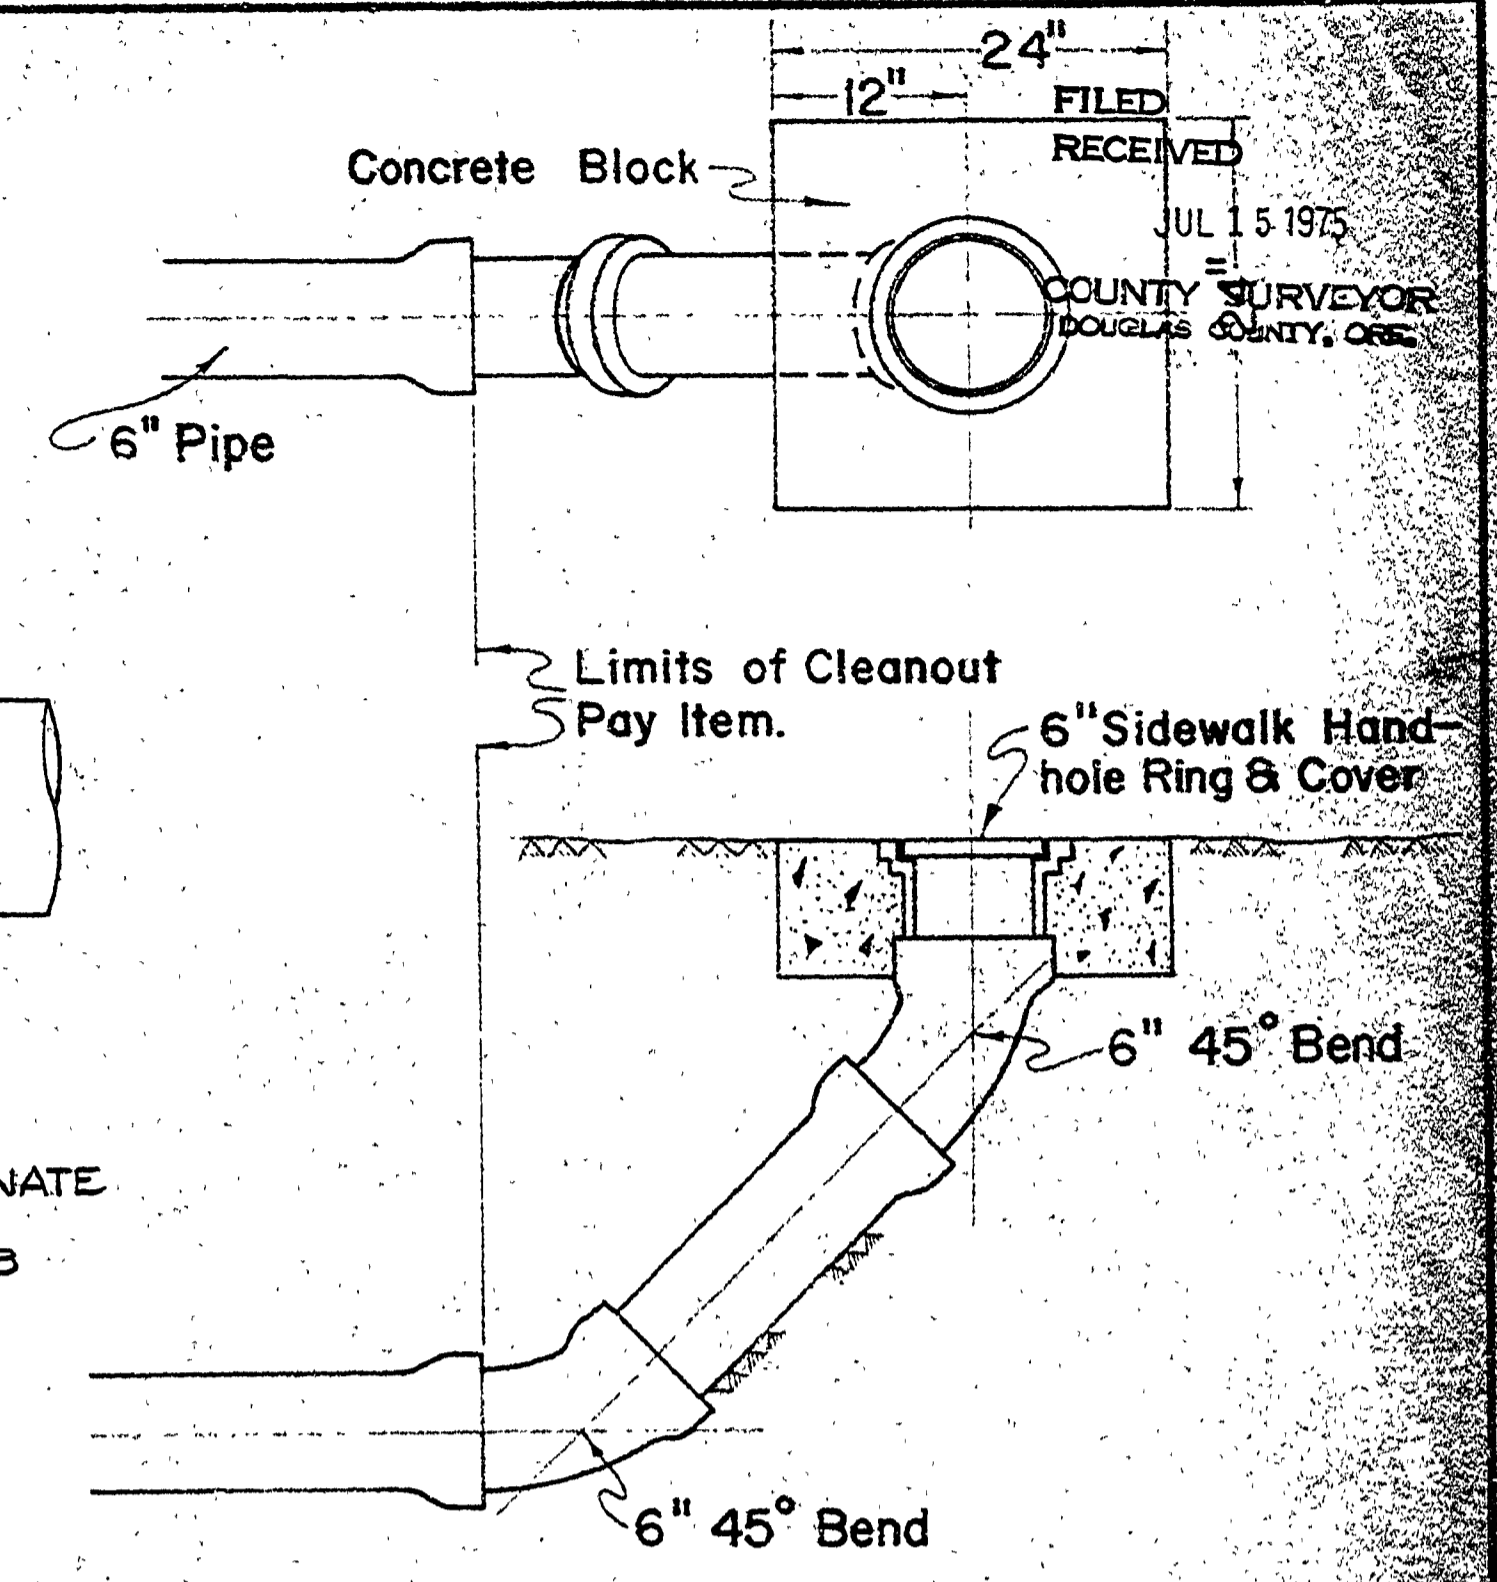 24"
12"
FILED
RECEIVED
Concrete Block
JUL 15 1975
COUNTY SURVEYOR
DOUGLAS COUNTY, ORE.
6" Pipe
Limits of Cleanout
Pay Item.
6" Sidewalk Hand-
hole Ring & Cover
6" 45° Bend
NATE
B
6" 45° Bend